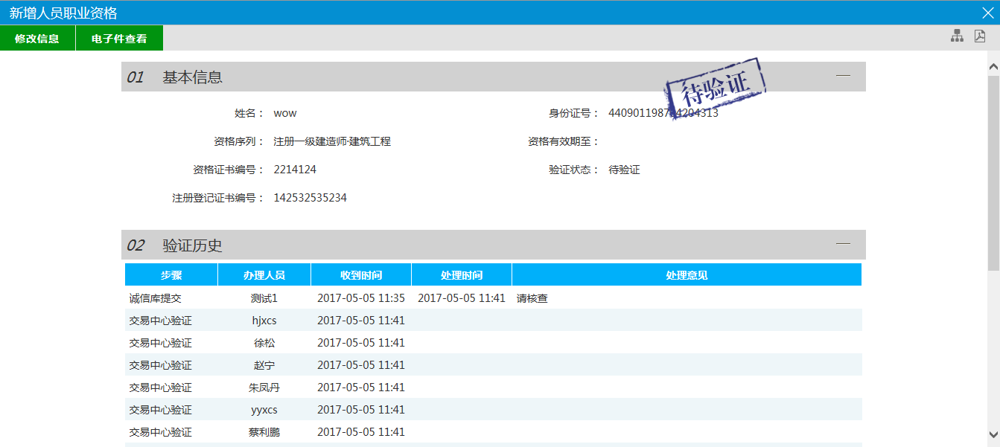 新增人员职业资格
修改信息 电子件查看
01 基本信息
待验证
姓名： wow 身份证号：
资格序列： 注册一级建造师·建筑工程 资格有效期至：
资格证书编号： 2214124 验证状态： 待验证
注册登记证书编号： 142532535234
02 验证历史
步骤 办理人员 收到时间 处理时间 处理意见
诚信库提交 测试1 2017-05-05 11:35 2017-05-05 11:41 请核查
交易中心验证 hjxcs 2017-05-05 11:41
交易中心验证 徐松 2017-05-05 11:41
交易中心验证 赵宁 2017-05-05 11:41
交易中心验证 朱凤丹 2017-05-05 11:41
交易中心验证 yyxcs 2017-05-05 11:41
交易中心验证 蔡利鹏 2017-05-05 11:41